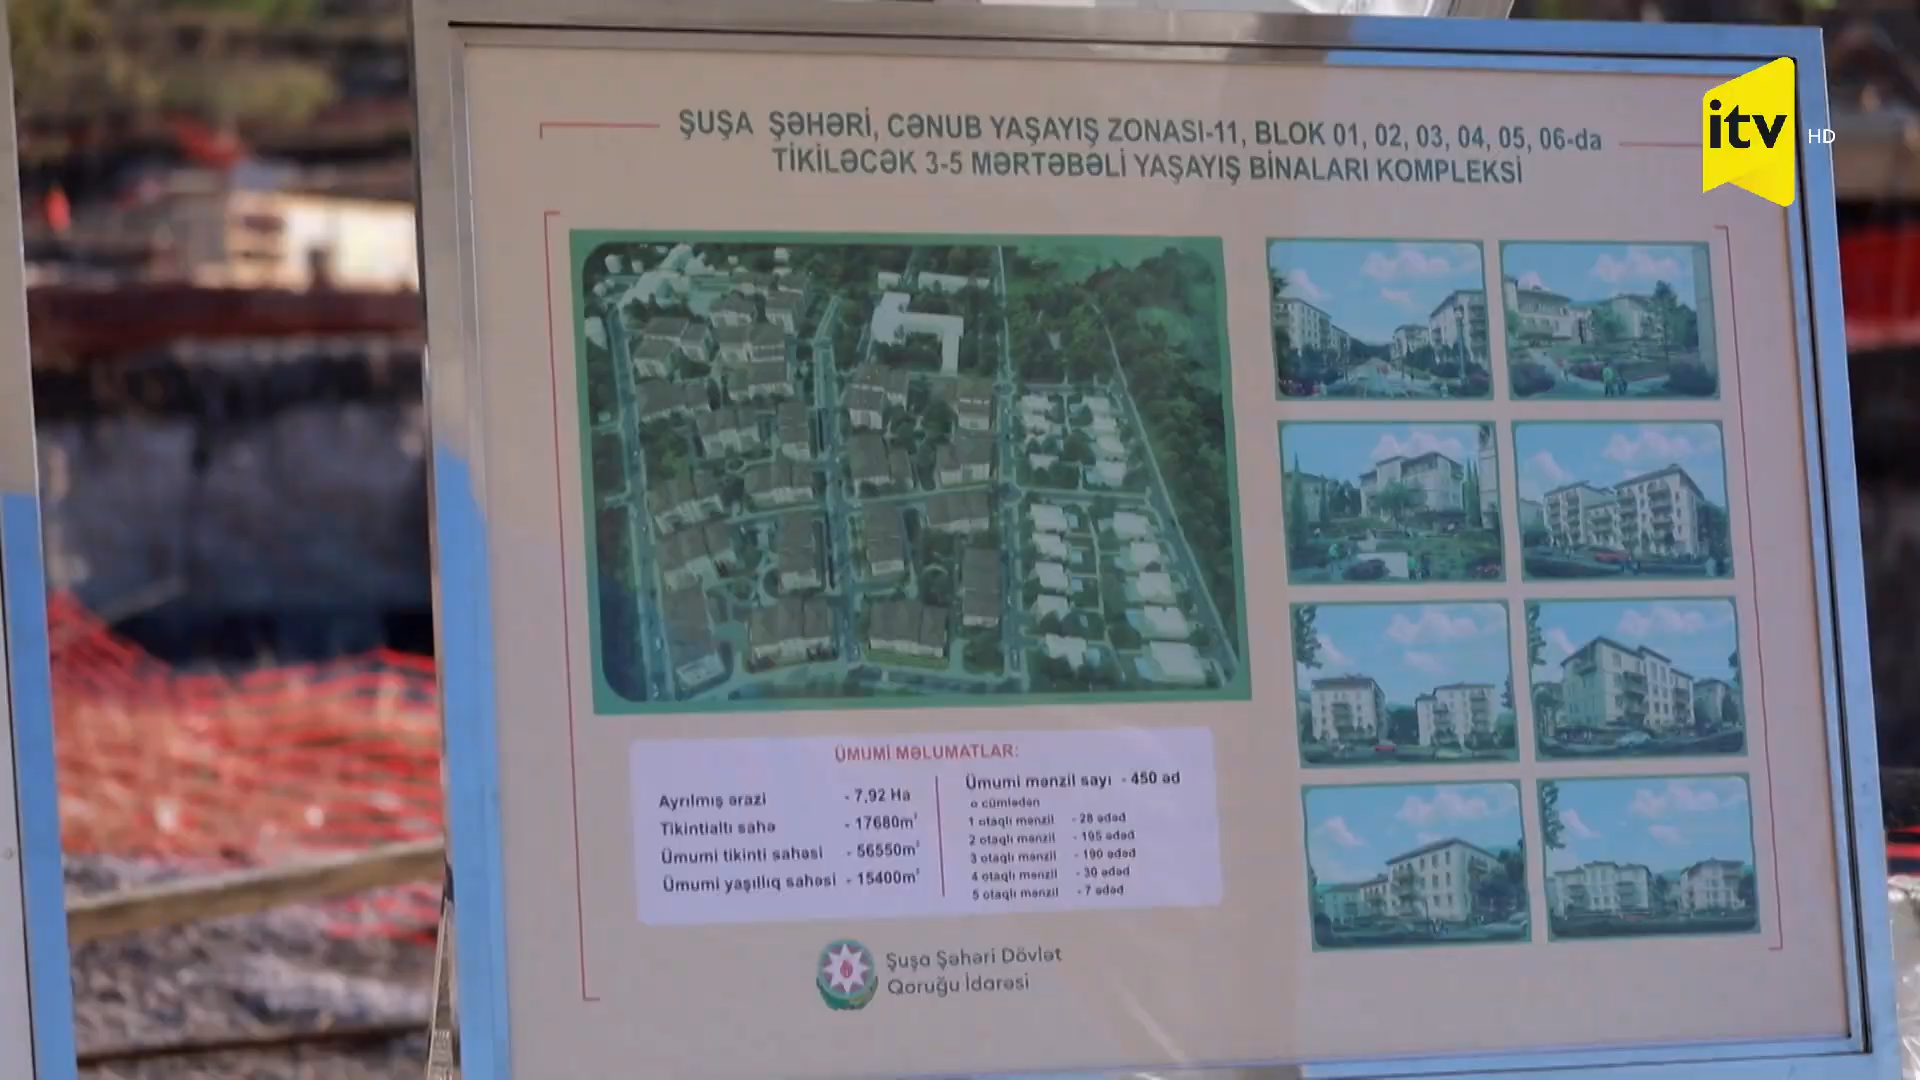 ŞUŞA ŞƏHƏRİ, CƏNUB YAŞAYIŞ ZONASI-11, BLOK 01, 02, 03, 04, 05, 06-da
TİKİLƏCƏK 3-5 MƏRTƏBƏLİ YAŞAYIŞ BİNALARI KOMPLEKSİ
itv HD
ÜMUMİ MƏLUMATLAR:
Ayrılmış ərazi - 7,92 Ha
Tikintialtı sahə - 17680m²
Ümumi tikinti sahəsi - 56550m²
Ümumi yaşıllıq sahəsi - 15400m²
Ümumi mənzil sayı - 450 əd
o cümlədən
1 otaqlı mənzil - 28 ədəd
2 otaqlı mənzil - 195 ədəd
3 otaqlı mənzil - 190 ədəd
4 otaqlı mənzil - 30 ədəd
5 otaqlı mənzil - 7 ədəd
Şuşa Şəhəri Dövlət
Qoruğu İdarəsi